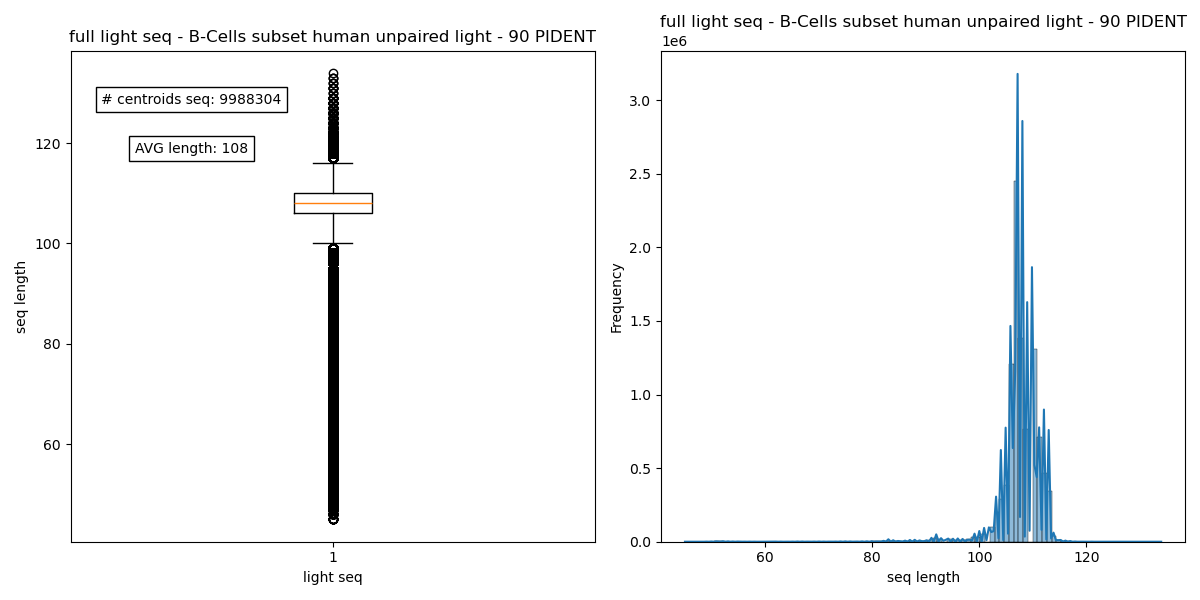 full light seq - B-Cells subset human unpaired light - 90 PIDENT
# centroids seq: 9988304
AVG length: 108
120
100
80
60
seq length
1
light seq
full light seq - B-Cells subset human unpaired light - 90 PIDENT
1e6
3.0
2.5
2.0
1.5
1.0
0.5
0.0
Frequency
60 80 100 120
seq length